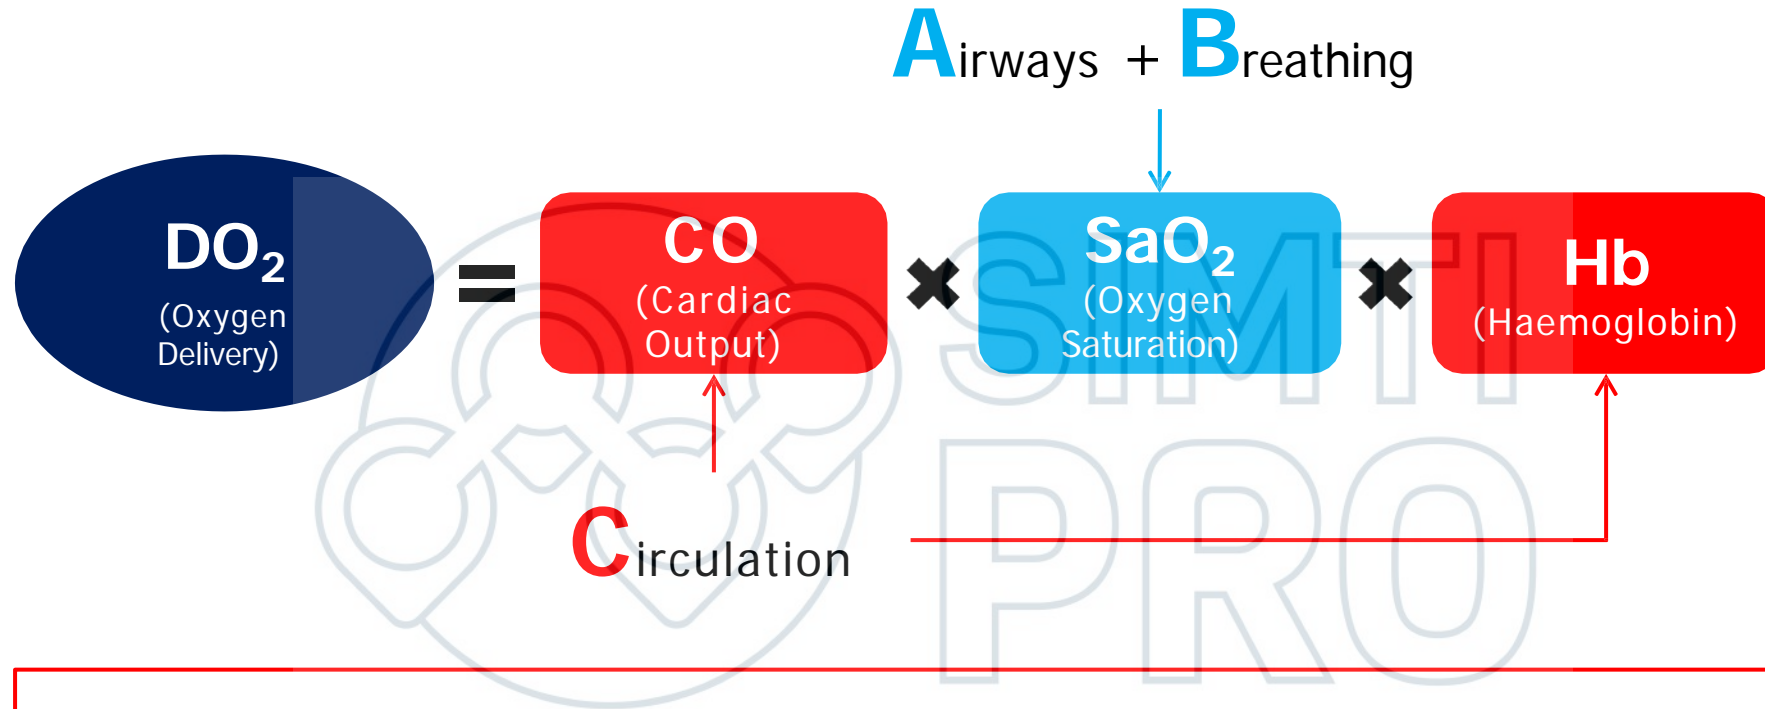 Airways + Breathing
DO₂
(Oxygen
Delivery)
=
CO
(Cardiac
Output)
✖
SaO₂
(Oxygen
Saturation)
✖
Hb
(Haemoglobin)
Circulation
SIMTI
PRO